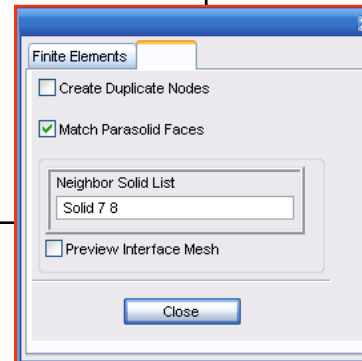 Finite Elements
Create Duplicate Nodes
Match Parasolid Faces
Neighbor Solid List
Solid 7 8
Preview Interface Mesh
Close